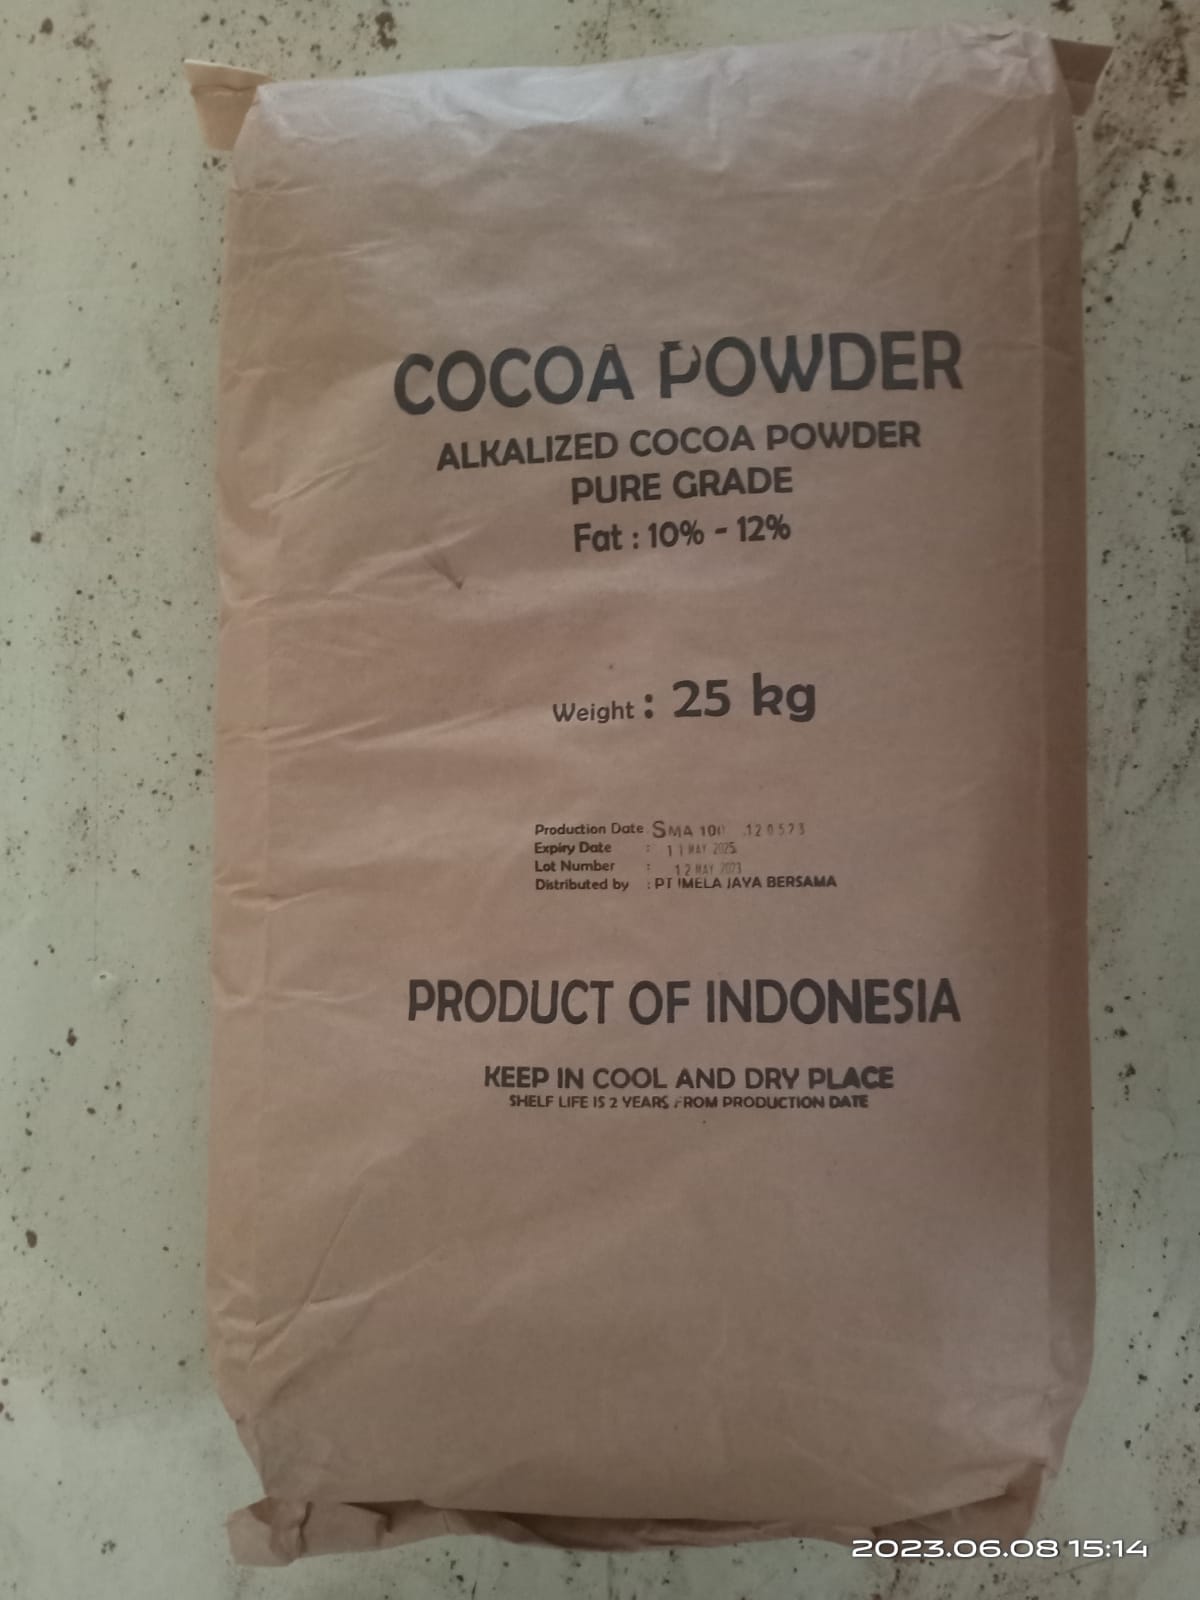 COCOA POWDER
ALKALIZED COCOA POWDER
PURE GRADE
Fat : 10% - 12%
Weight : 25 kg
Production Date SMA 100 120523
Expiry Date : 11 MAY 2025
Lot Number : 12 MAY 2023
Distributed by : PT IMELA JAYA BERSAMA
PRODUCT OF INDONESIA
KEEP IN COOL AND DRY PLACE
SHELF LIFE IS 2 YEARS FROM PRODUCTION DATE
2023.06.08 15:14